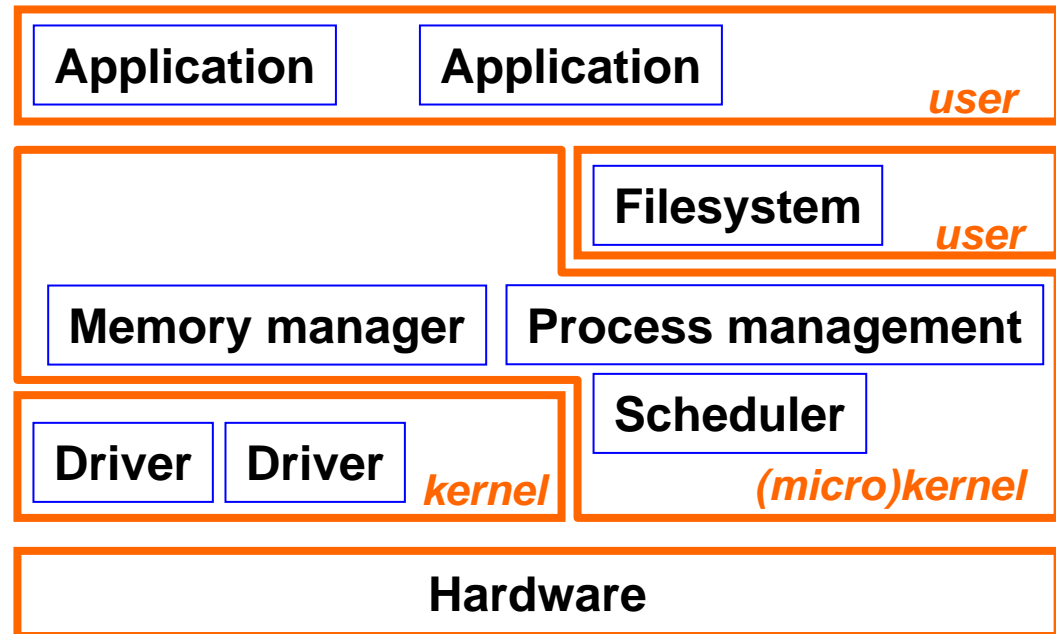 Application Application
user
Filesystem
user
Memory manager Process management
Scheduler
Driver Driver kernel
(micro)kernel
Hardware